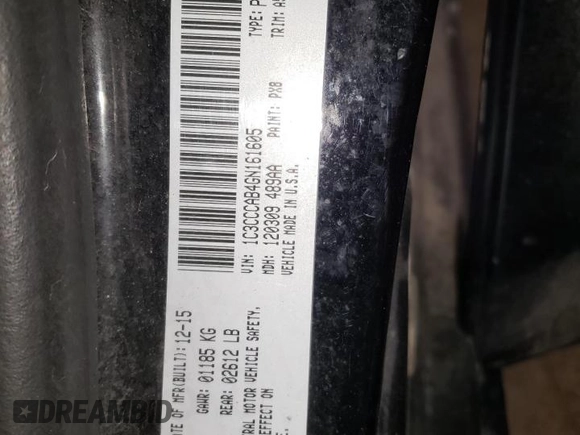 DATE OF MFR(BUILT): 12-15
GAWR: 01185 KG
REAR: 02612 LB
RAL MOTOR VEHICLE SAFETY,
EFFECT ON
E.
VIN: 1C3CCCAB4GN161605 TYPE: P
MDH: 120309 489AA PAINT: PX8 TRIM: A
VEHICLE MADE IN U.S.A.
DREAMBID